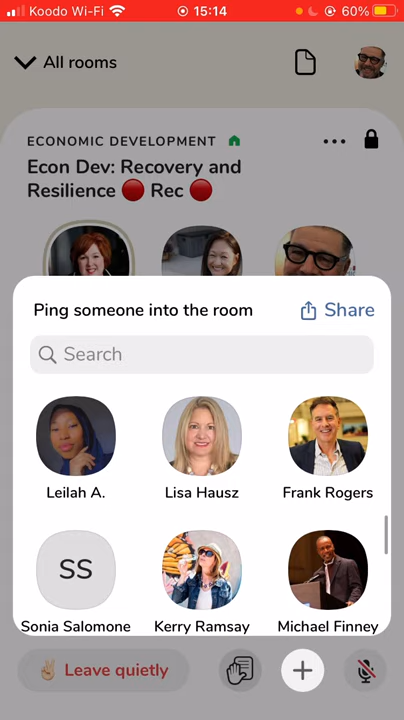 Koodo Wi-Fi 15:14 60%
All rooms
ECONOMIC DEVELOPMENT
Econ Dev: Recovery and
Resilience 🔴 Rec 🔴
Ping someone into the room Share
Search
Leilah A. Lisa Hausz Frank Rogers
SS
Sonia Salomone Kerry Ramsay Michael Finney
✌🏼 Leave quietly